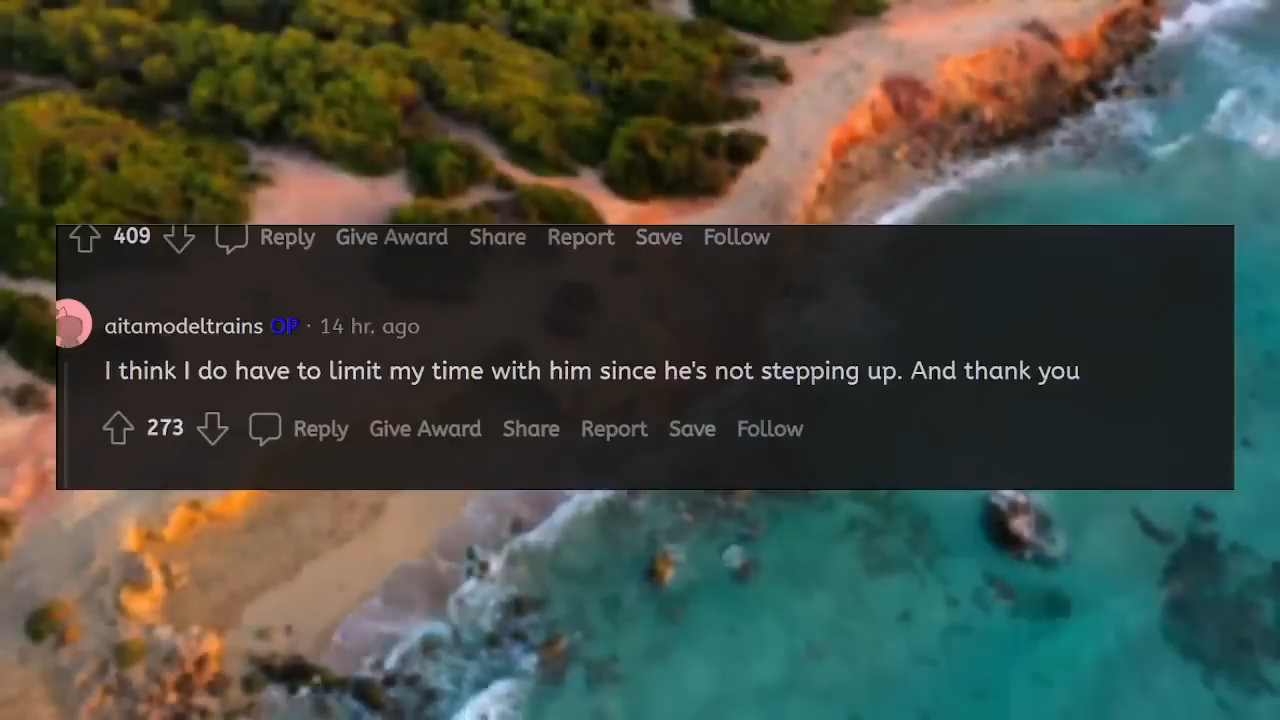 409 Reply Give Award Share Report Save Follow
aitamodeltrains OP · 14 hr. ago
I think I do have to limit my time with him since he's not stepping up. And thank you
273 Reply Give Award Share Report Save Follow